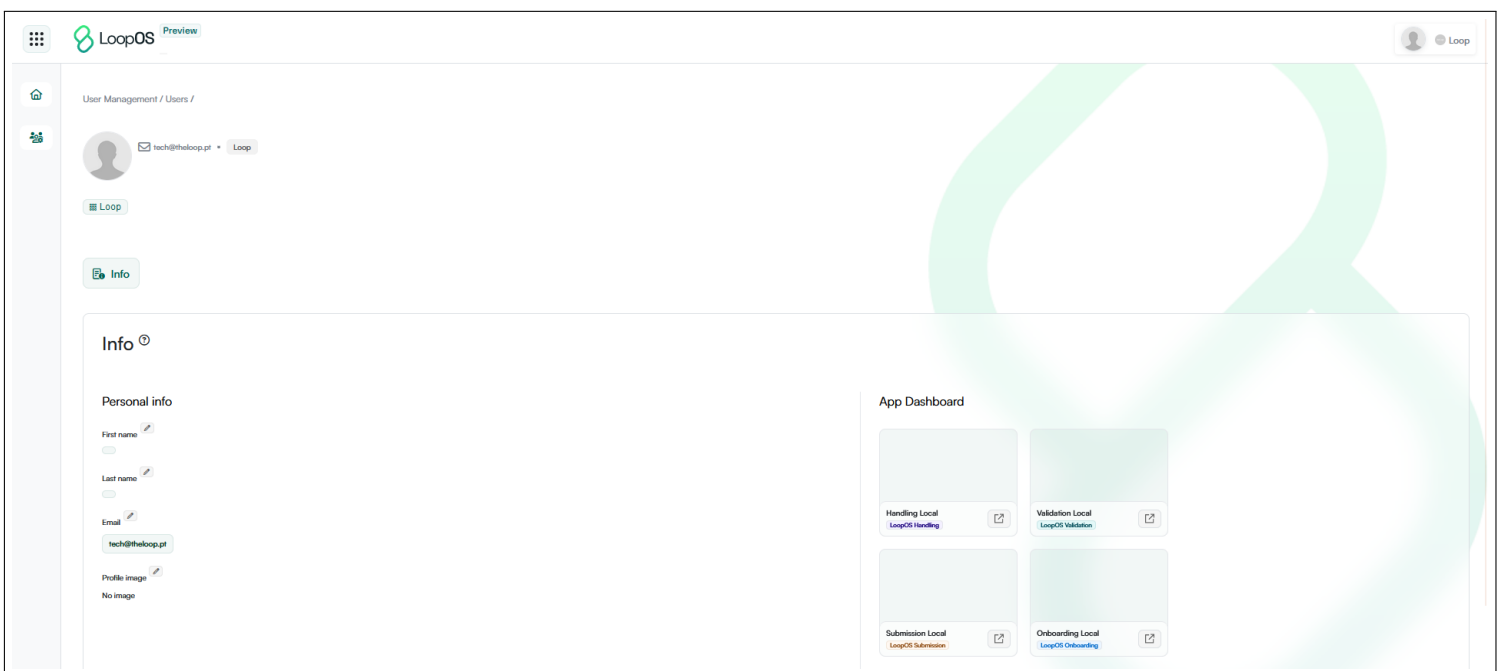 LoopOS Preview
Loop
User Management / Users /
tech@theloop.pt • Loop
Loop
Info
Info
Personal info
First name
Last name
Email
tech@theloop.pt
Profile image
No image
App Dashboard
Handling Local
LoopOS Handling
Validation Local
LoopOS Validation
Submission Local
LoopOS Submission
Onboarding Local
LoopOS Onboarding